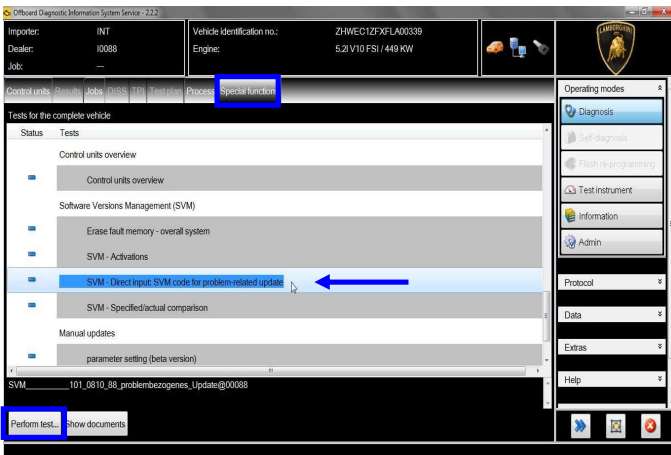 Offboard Diagnostic Information System Service - 2.2.2
Importer: INT
Dealer: I0088
Job: ---
Vehicle identification no.: ZHWEC1ZFXFLA00339
Engine: 5.2l V10 FSI / 449 KW
LAMBORGHINI
Control units Results Jobs DISS TPI Test plan Process Special functions
Tests for the complete vehicle
Status Tests
Control units overview
Control units overview
Software Versions Management (SVM)
Erase fault memory - overall system
SVM - Activations
SVM - Direct input: SVM code for problem-related update
SVM - Specified/actual comparison
Manual updates
parameter setting (beta version)
SVM_______101_0810_88_problembezogenes_Update@00088
Perform test... Show documents
Operating modes
Diagnosis
Self-diagnosis
Flash re-programming
Test instrument
Information
Admin
Protocol
Data
Extras
Help